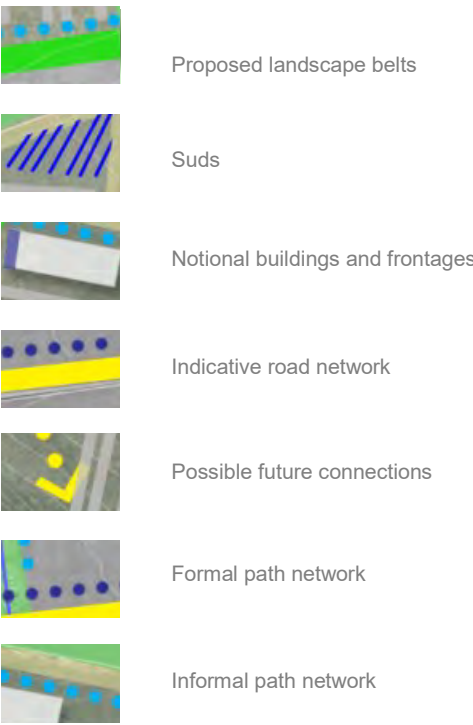 Proposed landscape belts
Suds
Notional buildings and frontages
Indicative road network
Possible future connections
Formal path network
Informal path network